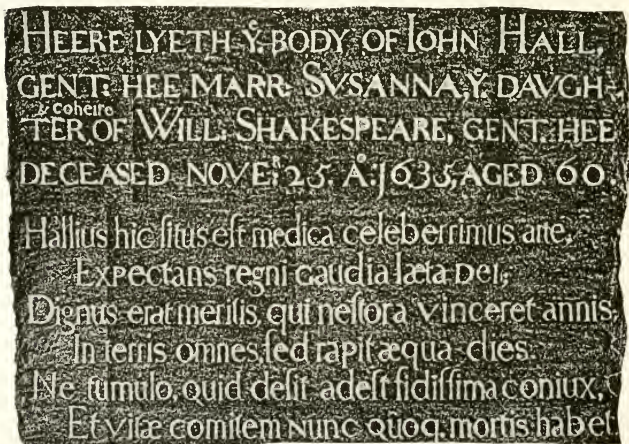 HEERE LYETH Yᵉ. BODY OF IOHN HALL,
GENT: HEE MARR: SVSANNA, Yᵉ DAVGH-
& coheire
TER, OF WILL: SHAKESPEARE, GENT: HEE
DECEASED NOVEᴿ: 25. Aº: 1635, AGED 60.
Hallius hic ſitus eſt medica celeberrimus arte,
Expectans regni gaudia læta Dei,
Dignus erat meritis, qui neſtora vinceret annis,
In terris omnes, ſed rapit æqua dies:
Ne tumulo, quid deſit adeſt fidiſſima coniux,
Et vitæ comitem nunc quoq. mortis habet.